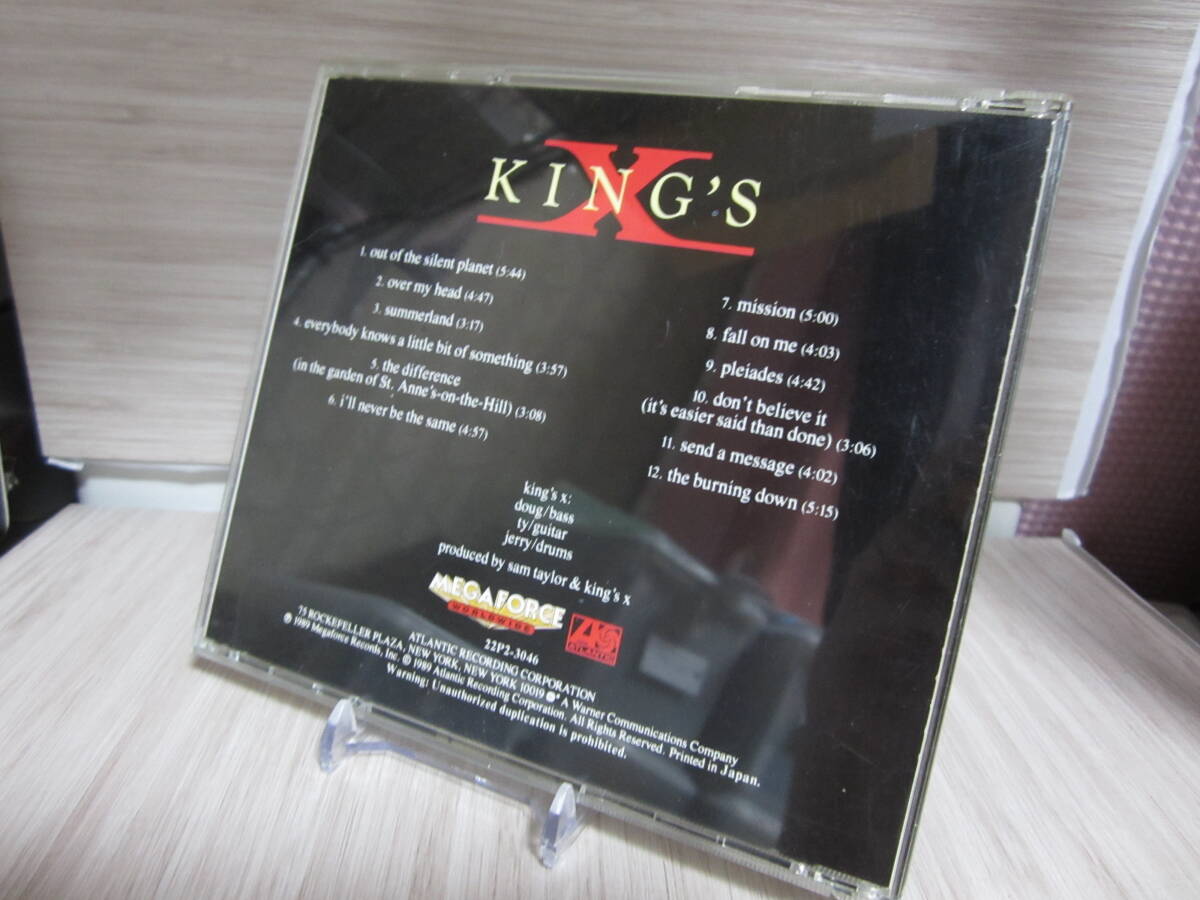 KING'S X
1. out of the silent planet (5:44)
2. over my head (4:47)
3. summerland (3:17)
4. everybody knows a little bit of something (3:57)
5. the difference
(in the garden of St. Anne's-on-the-Hill) (3:08)
6. i'll never be the same (4:57)
7. mission (5:00)
8. fall on me (4:03)
9. pleiades (4:42)
10. don't believe it
(it's easier said than done) (3:06)
11. send a message (4:02)
12. the burning down (5:15)
king's x:
doug/bass
ty/guitar
jerry/drums
produced by sam taylor & king's x
MEGAFORCE
WORLDWIDE
ATLANTIC
22P2-3046
ATLANTIC RECORDING CORPORATION
75 ROCKEFELLER PLAZA, NEW YORK, NEW YORK 10019 A Warner Communications Company
℗ 1989 Megaforce Records, Inc. © 1989 Atlantic Recording Corporation. All Rights Reserved. Printed in Japan.
Warning: Unauthorized duplication is prohibited.